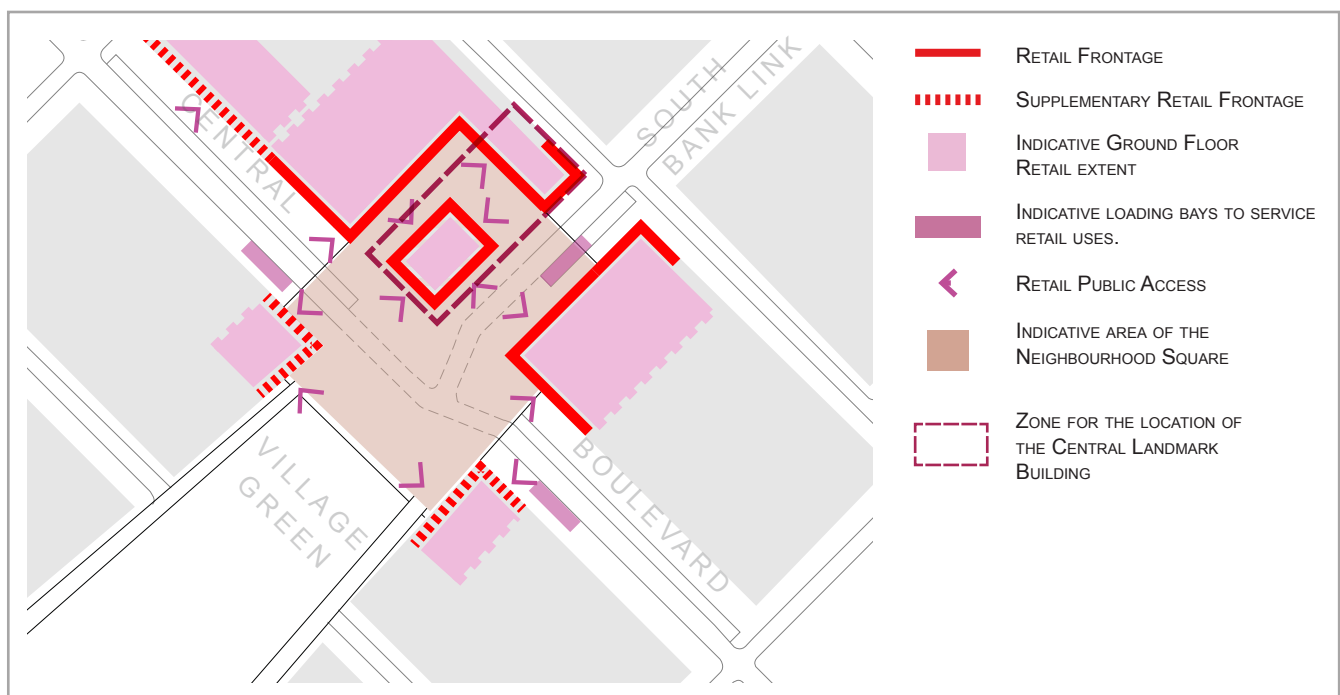 CENTRAL
SOUTH
BANK LINK
VILLAGE
GREEN
BOULEVARD
Retail Frontage
Supplementary Retail Frontage
Indicative Ground Floor
Retail extent
Indicative loading bays to service
retail uses.
Retail Public Access
Indicative area of the
Neighbourhood Square
Zone for the location of
the Central Landmark
Building